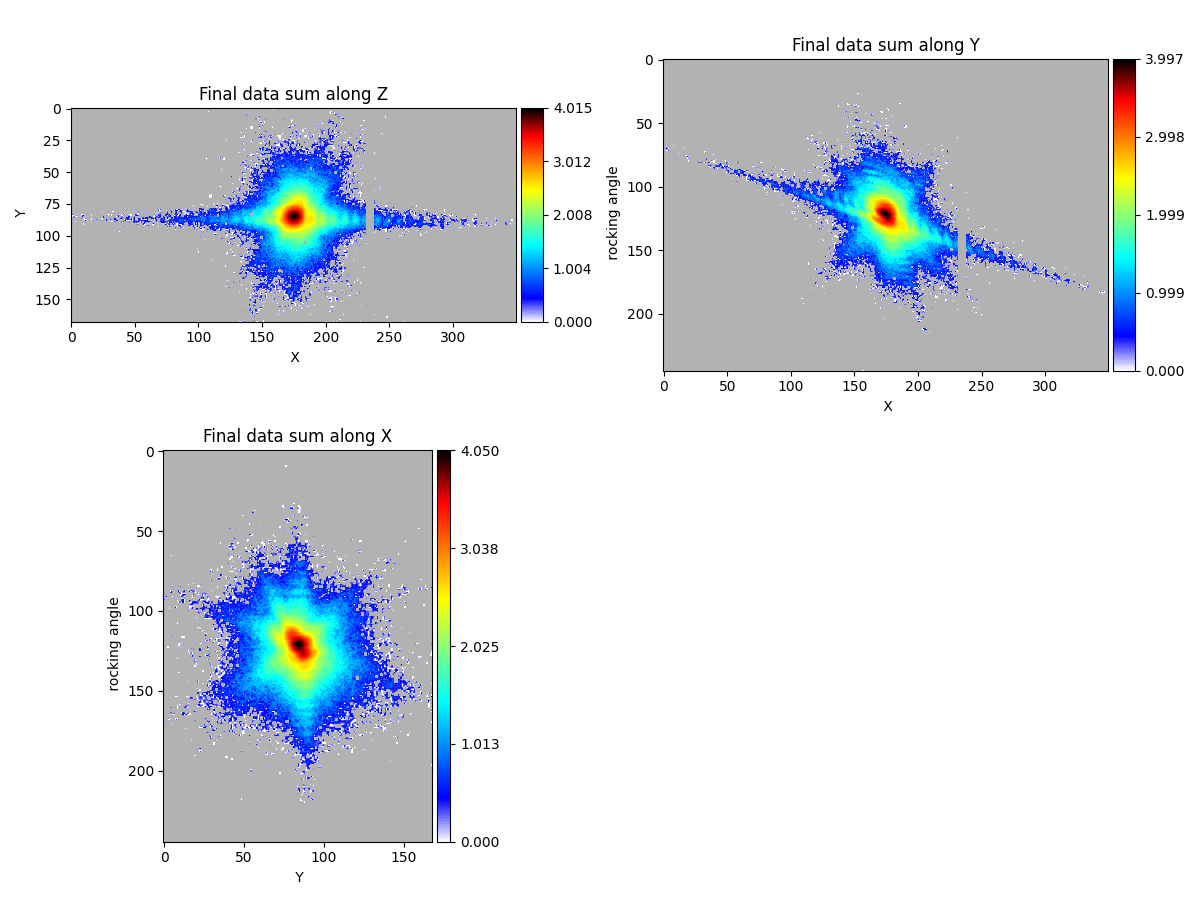 Final data sum along Z
0
25
50
75
100
125
150
Y
0 50 100 150 200 250 300
X
4.015
3.012
2.008
1.004
0.000
Final data sum along Y
0
50
100
150
200
rocking angle
0 50 100 150 200 250 300
X
3.997
2.998
1.999
0.999
0.000
Final data sum along X
0
50
100
150
200
rocking angle
0 50 100 150
Y
4.050
3.038
2.025
1.013
0.000